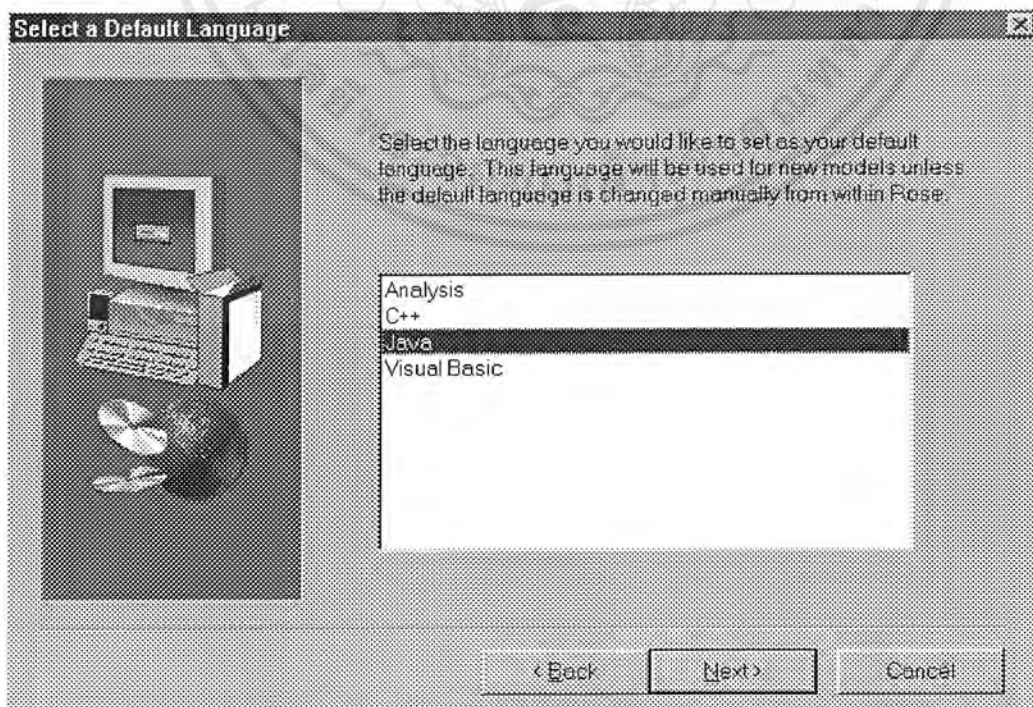 Select a Default Language
Select the language you would like to set as your default
language. This language will be used for new models unless
the default language is changed manually from within Rose.
Analysis
C++
Java
Visual Basic
< Back
Next >
Cancel